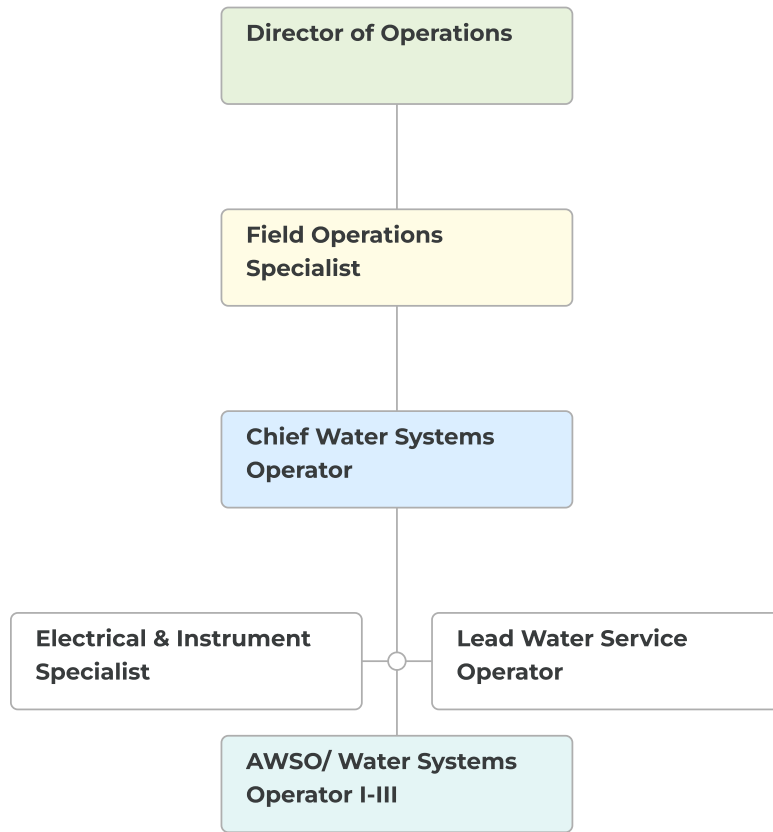 Director of Operations
Field Operations
Specialist
Chief Water Systems
Operator
Electrical & Instrument
Specialist
Lead Water Service
Operator
AWSO/ Water Systems
Operator I-III